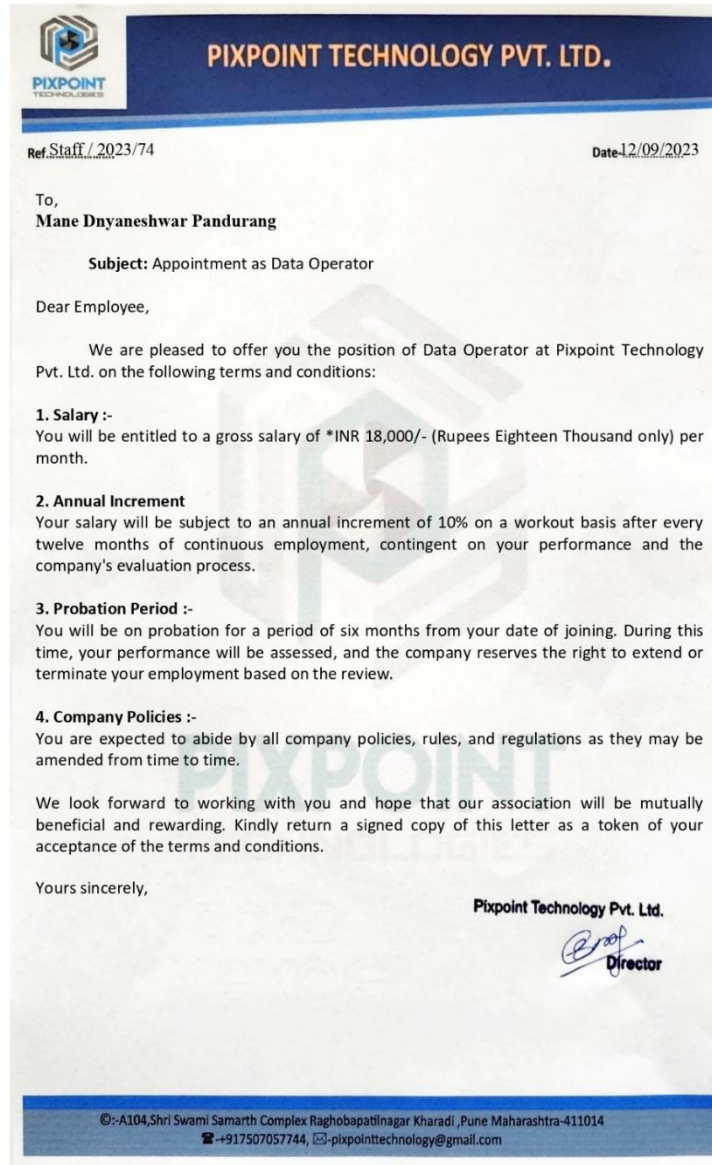 PIXPOINT
TECHNOLOGIES
PIXPOINT TECHNOLOGY PVT. LTD.
Ref.Staff / 2023/74
Date-12/09/2023
To,
Mane Dnyaneshwar Pandurang
Subject: Appointment as Data Operator
Dear Employee,
We are pleased to offer you the position of Data Operator at Pixpoint Technology
Pvt. Ltd. on the following terms and conditions:
1. Salary :-
You will be entitled to a gross salary of *INR 18,000/- (Rupees Eighteen Thousand only) per
month.
2. Annual Increment
Your salary will be subject to an annual increment of 10% on a workout basis after every
twelve months of continuous employment, contingent on your performance and the
company's evaluation process.
3. Probation Period :-
You will be on probation for a period of six months from your date of joining. During this
time, your performance will be assessed, and the company reserves the right to extend or
terminate your employment based on the review.
4. Company Policies :-
You are expected to abide by all company policies, rules, and regulations as they may be
amended from time to time.
PIXPOINT
TECHNOLOGIES
We look forward to working with you and hope that our association will be mutually
beneficial and rewarding. Kindly return a signed copy of this letter as a token of your
acceptance of the terms and conditions.
Yours sincerely,
Pixpoint Technology Pvt. Ltd.
Director
©:-A104,Shri Swami Samarth Complex Raghobapatilnagar Kharadi ,Pune Maharashtra-411014
☎-+917507057744, ✉-pixpointtechnology@gmail.com